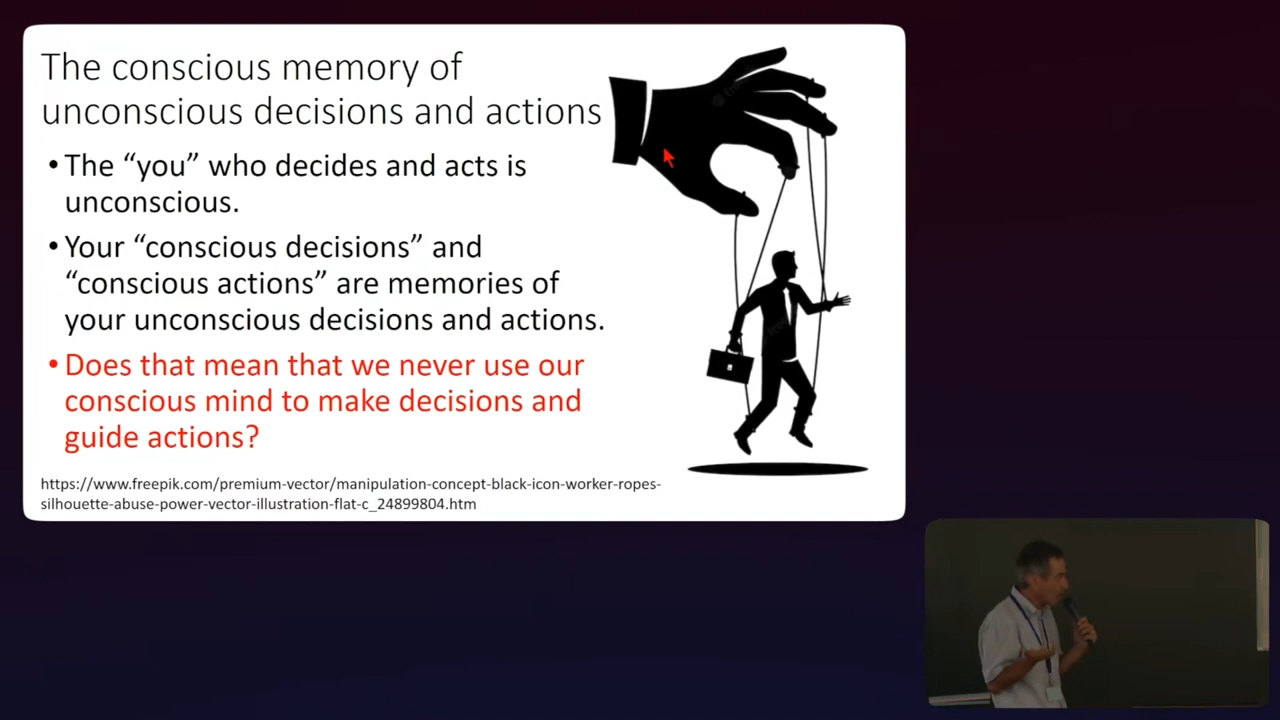 The conscious memory of
unconscious decisions and actions
• The “you” who decides and acts is
unconscious.
• Your “conscious decisions” and
“conscious actions” are memories of
your unconscious decisions and actions.
• Does that mean that we never use our
conscious mind to make decisions and
guide actions?
https://www.freepik.com/premium-vector/manipulation-concept-black-icon-worker-ropes-
silhouette-abuse-power-vector-illustration-flat-c_24899804.htm